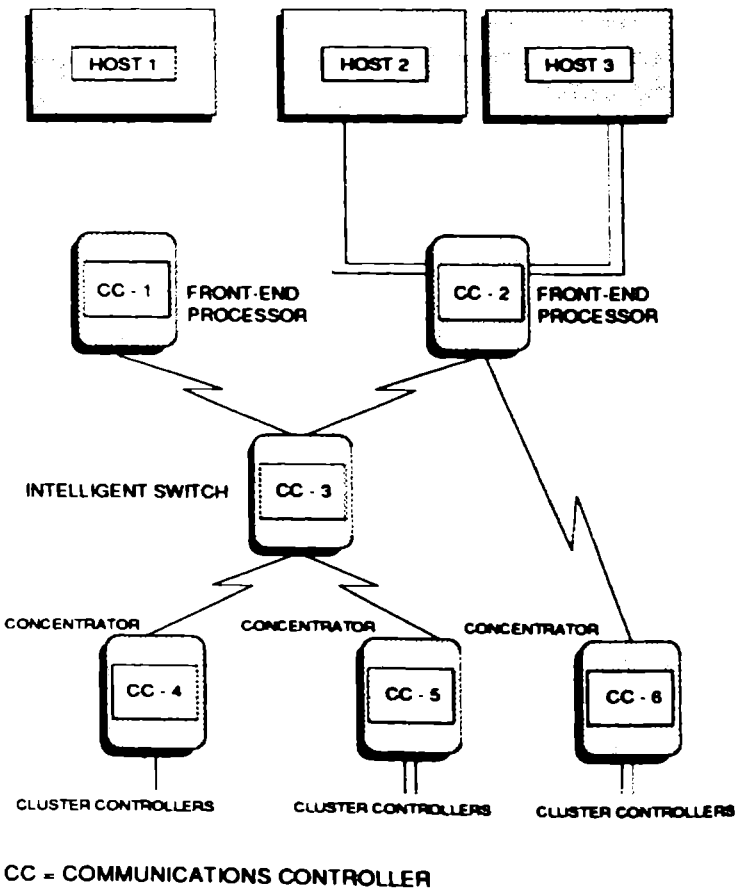 HOST 1
HOST 2
HOST 3
CC - 1
FRONT-END
PROCESSOR
CC - 2
FRONT-END
PROCESSOR
INTELLIGENT SWITCH
CC - 3
CONCENTRATOR
CONCENTRATOR
CONCENTRATOR
CC - 4
CC - 5
CC - 6
CLUSTER CONTROLLERS
CLUSTER CONTROLLERS
CLUSTER CONTROLLERS
CC = COMMUNICATIONS CONTROLLER